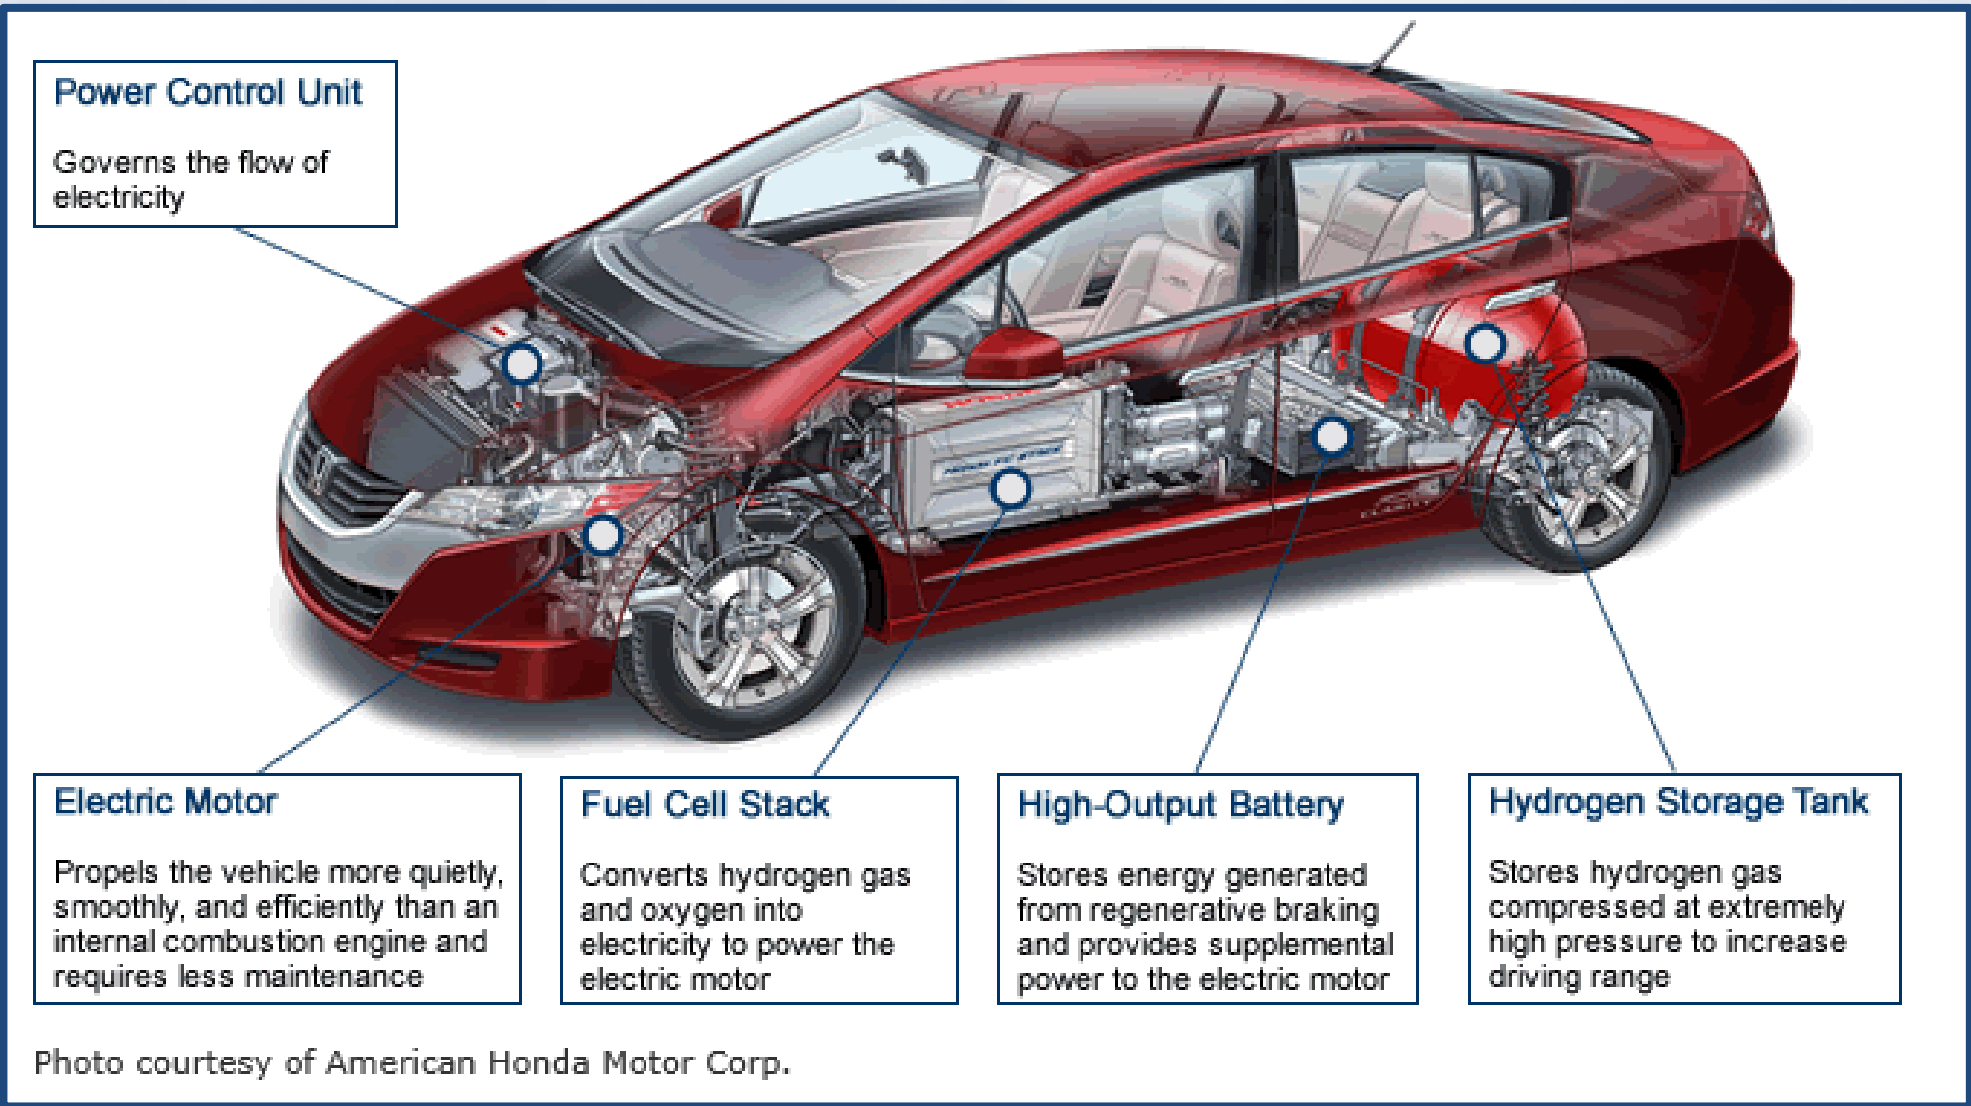 Power Control Unit
Governs the flow of
electricity
Electric Motor
Propels the vehicle more quietly,
smoothly, and efficiently than an
internal combustion engine and
requires less maintenance
Fuel Cell Stack
Converts hydrogen gas
and oxygen into
electricity to power the
electric motor
High-Output Battery
Stores energy generated
from regenerative braking
and provides supplemental
power to the electric motor
Hydrogen Storage Tank
Stores hydrogen gas
compressed at extremely
high pressure to increase
driving range
Photo courtesy of American Honda Motor Corp.